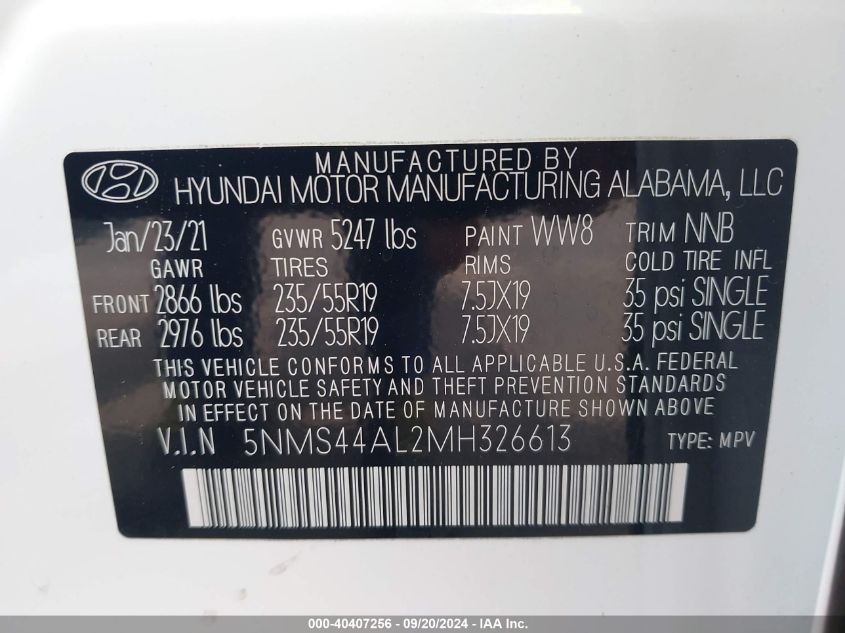 MANUFACTURED BY
HYUNDAI MOTOR MANUFACTURING ALABAMA, LLC
Jan/23/21 GVWR 5247 lbs PAINT WW8 TRIM NNB
GAWR TIRES RIMS COLD TIRE INFL
FRONT 2866 lbs 235/55R19 7.5JX19 35 psi SINGLE
REAR 2976 lbs 235/55R19 7.5JX19 35 psi SINGLE
THIS VEHICLE CONFORMS TO ALL APPLICABLE U.S.A. FEDERAL
MOTOR VEHICLE SAFETY AND THEFT PREVENTION STANDARDS
IN EFFECT ON THE DATE OF MANUFACTURE SHOWN ABOVE.
V.I.N 5NMS44AL2MH326613 TYPE: MPV
000-40407256 - 09/20/2024 - IAA Inc.